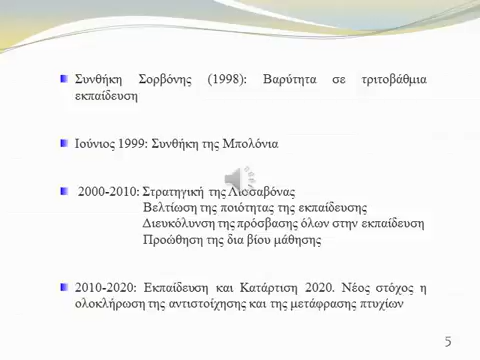 Συνθήκη Σορβόνης (1998): Βαρύτητα σε τριτοβάθμια
εκπαίδευση
Ιούνιος 1999: Συνθήκη της Μπολόνια
2000-2010: Στρατηγική της Λισσαβόνας
Βελτίωση της ποιότητας της εκπαίδευσης
Διευκόλυνση της πρόσβασης όλων στην εκπαίδευση
Προώθηση της δια βίου μάθησης
2010-2020: Εκπαίδευση και Κατάρτιση 2020. Νέος στόχος η
ολοκλήρωση της αντιστοίχησης και της μετάφρασης πτυχίων
5